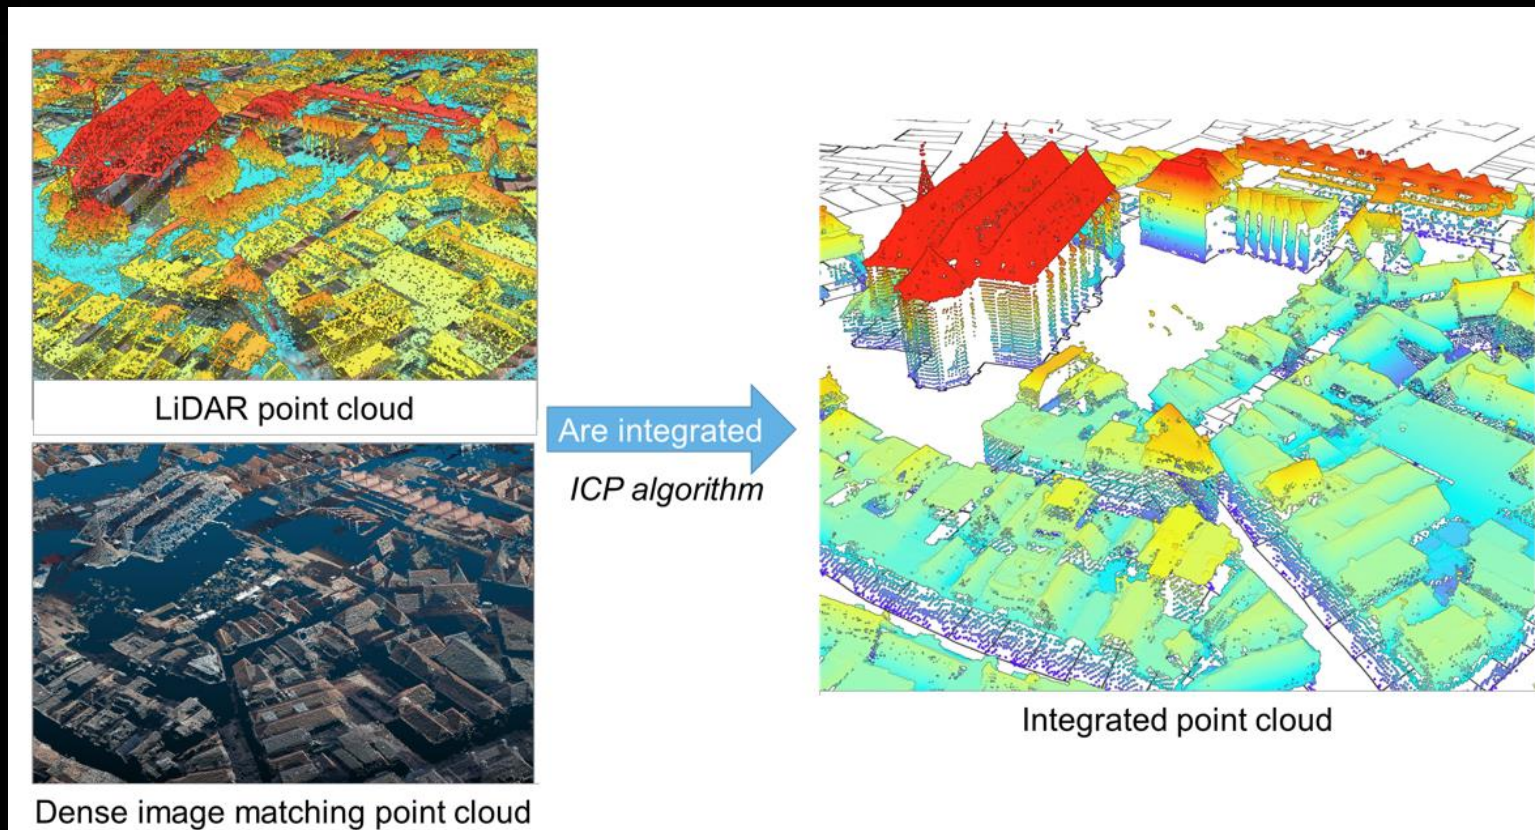 LiDAR point cloud
Are integrated
ICP algorithm
Dense image matching point cloud
Integrated point cloud